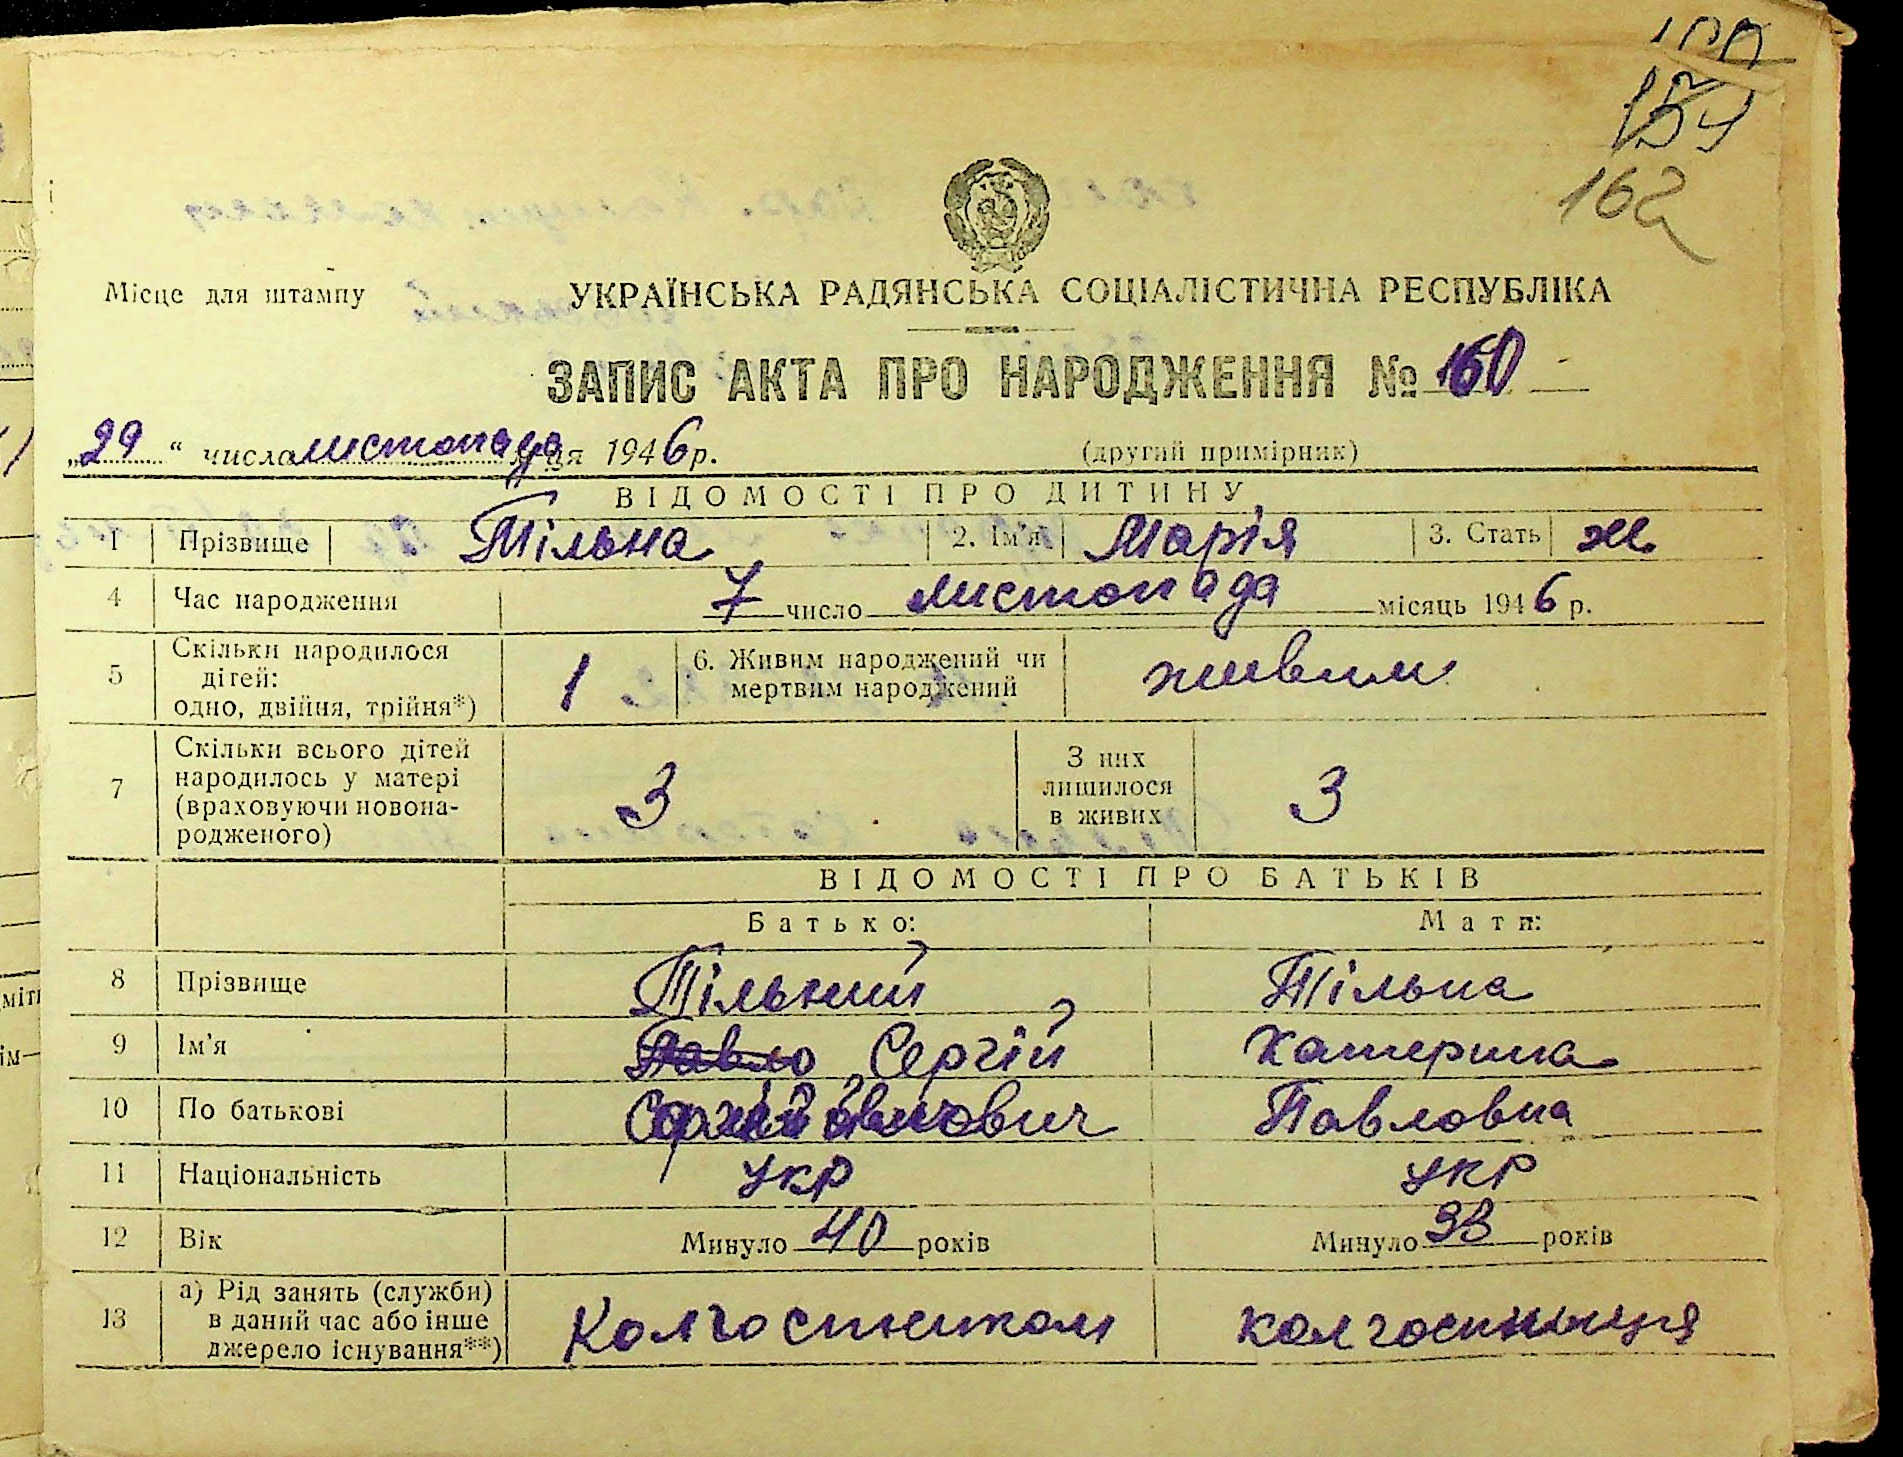 154
162
Місце для штампу
УКРАЇНСЬКА РАДЯНСЬКА СОЦІАЛІСТИЧНА РЕСПУБЛІКА
ЗАПИС АКТА ПРО НАРОДЖЕННЯ № 160
„29“ числа листопада м-ця 1946 р. (другий примірник)
ВІДОМОСТІ ПРО ДИТИНУ
1 Прізвище Тільна 2. Ім'я Марія 3. Стать ж.
4 Час народження 7 число листопада місяць 1946 р.
5 Скільки народилося дітей: одно, двійня, трійня*) 1 6. Живим народжений чи мертвим народжений живим
7 Скільки всього дітей народилось у матері (враховуючи новонародженого) 3 З них лишилося в живих 3
ВІДОМОСТІ ПРО БАТЬКІВ
Батько: Мати:
8 Прізвище Тільний Тільна
9 Ім'я Павло Сергій Катерина
10 По батькові Павловна
11 Національність укр укр
12 Вік Минуло 40 років Минуло 33 років
13 а) Рід занять (служби) в даний час або інше джерело існування**) Колгоспником колгоспниця